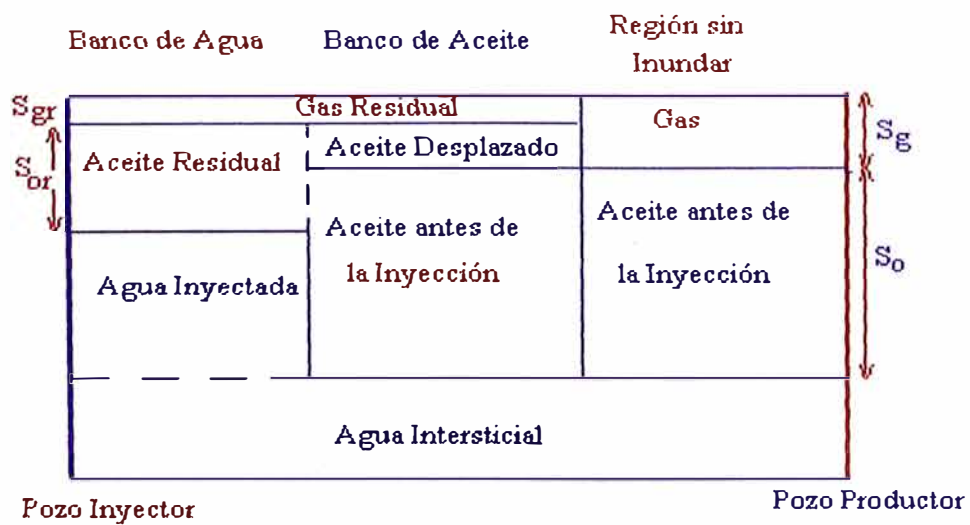 Banco de Agua
Banco de Aceite
Región sin
Inundar
Sgr
Gas Residual
Gas
Sg
Aceite Residual
Aceite Desplazado
Sor
Aceite antes de
la Inyección
Aceite antes de
la Inyección
So
Agua Inyectada
Agua Intersticial
Pozo Inyector
Pozo Productor